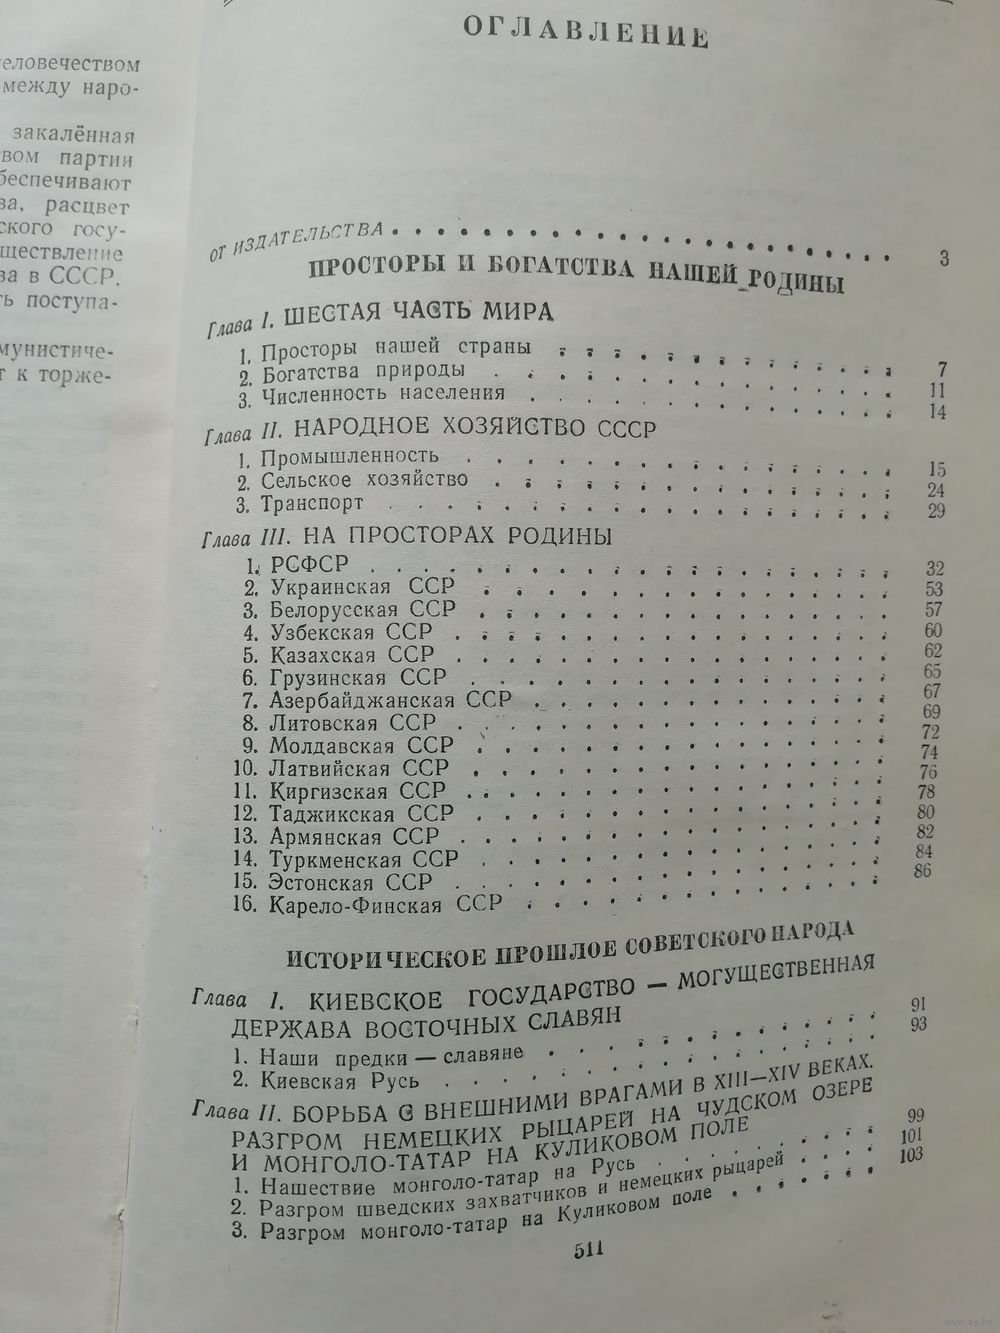 еловечеством
между наро-
закалённая
вом партии
беспечивают
ва, расцвет
ского госу-
ществление
ва в СССР.
ь поступа-
мунистиче-
т к торже-
ОГЛАВЛЕНИЕ
ОТ ИЗДАТЕЛЬСТВА . . . . . . . . . . . . . . . . . . . 3
ПРОСТОРЫ И БОГАТСТВА НАШЕЙ РОДИНЫ
Глава I. ШЕСТАЯ ЧАСТЬ МИРА
1. Просторы нашей страны . . . . . . . . . . . . . 7
2. Богатства природы . . . . . . . . . . . . . . . 11
3. Численность населения . . . . . . . . . . . . . 14
Глава II. НАРОДНОЕ ХОЗЯЙСТВО СССР
1. Промышленность . . . . . . . . . . . . . . . 15
2. Сельское хозяйство . . . . . . . . . . . . . . 24
3. Транспорт . . . . . . . . . . . . . . . . . 29
Глава III. НА ПРОСТОРАХ РОДИНЫ
1. РСФСР . . . . . . . . . . . . . . . . . . . 32
2. Украинская ССР . . . . . . . . . . . . . . . 53
3. Белорусская ССР . . . . . . . . . . . . . . . 57
4. Узбекская ССР . . . . . . . . . . . . . . . . 60
5. Казахская ССР . . . . . . . . . . . . . . . . 62
6. Грузинская ССР . . . . . . . . . . . . . . . . 65
7. Азербайджанская ССР . . . . . . . . . . . . . . 67
8. Литовская ССР . . . . . . . . . . . . . . . . 69
9. Молдавская ССР . . . . . . . . . . . . . . . 72
10. Латвийская ССР . . . . . . . . . . . . . . . 74
11. Киргизская ССР . . . . . . . . . . . . . . . 76
12. Таджикская ССР . . . . . . . . . . . . . . . 78
13. Армянская ССР . . . . . . . . . . . . . . . 80
14. Туркменская ССР . . . . . . . . . . . . . . . 82
15. Эстонская ССР . . . . . . . . . . . . . . . . 84
16. Карело-Финская ССР . . . . . . . . . . . . . . 86
ИСТОРИЧЕСКОЕ ПРОШЛОЕ СОВЕТСКОГО НАРОДА
Глава I. КИЕВСКОЕ ГОСУДАРСТВО — МОГУЩЕСТВЕННАЯ
ДЕРЖАВА ВОСТОЧНЫХ СЛАВЯН
1. Наши предки — славяне . . . . . . . . . . . . 91
2. Киевская Русь . . . . . . . . . . . . . . . 93
Глава II. БОРЬБА С ВНЕШНИМИ ВРАГАМИ В XIII—XIV ВЕКАХ.
РАЗГРОМ НЕМЕЦКИХ РЫЦАРЕЙ НА ЧУДСКОМ ОЗЕРЕ
И МОНГОЛО-ТАТАР НА КУЛИКОВОМ ПОЛЕ
1. Нашествие монголо-татар на Русь . . . . . . . . . 99
2. Разгром шведских захватчиков и немецких рыцарей . . . . 101
3. Разгром монголо-татар на Куликовом поле . . . . . . 103
511
www.ay.by